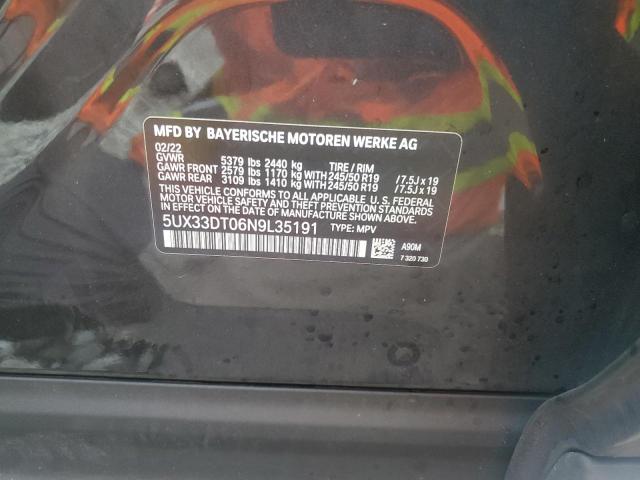 MFD BY BAYERISCHE MOTOREN WERKE AG
02/22
GVWR 5379 lbs 2440 kg TIRE / RIM
GAWR FRONT 2579 lbs 1170 kg WITH 245/50 R19 /7.5J x 19
GAWR REAR 3109 lbs 1410 kg WITH 245/50 R19 /7.5J x 19
THIS VEHICLE CONFORMS TO ALL APPLICABLE U. S. FEDERAL
MOTOR VEHICLE SAFETY STANDARDS IN
EFFECT ON THE DATE OF MANUFACTURE SHOWN ABOVE.
5UX33DT06N9L35191 TYPE: MPV
A90M
7 320 730